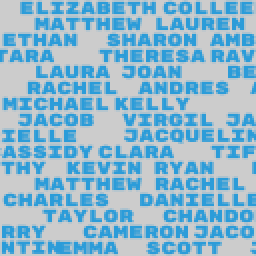 ELIZABETH COLLEE
MATTHEW LAUREN
ETHAN SHARON AMB
TARA THERESA RAV
LAURA JOAN BE
RACHEL ANDRES
MICHAEL KELLY
JACOB VIRGIL JA
IELLE JACQUELIN
ASSIDY CLARA TIF
THY KEVIN RYAN
MATTHEW RACHEL
CHARLES DANIELLE
TAYLOR CHANDO
RRY CAMERON JACO
NTIN EMMA SCOTT